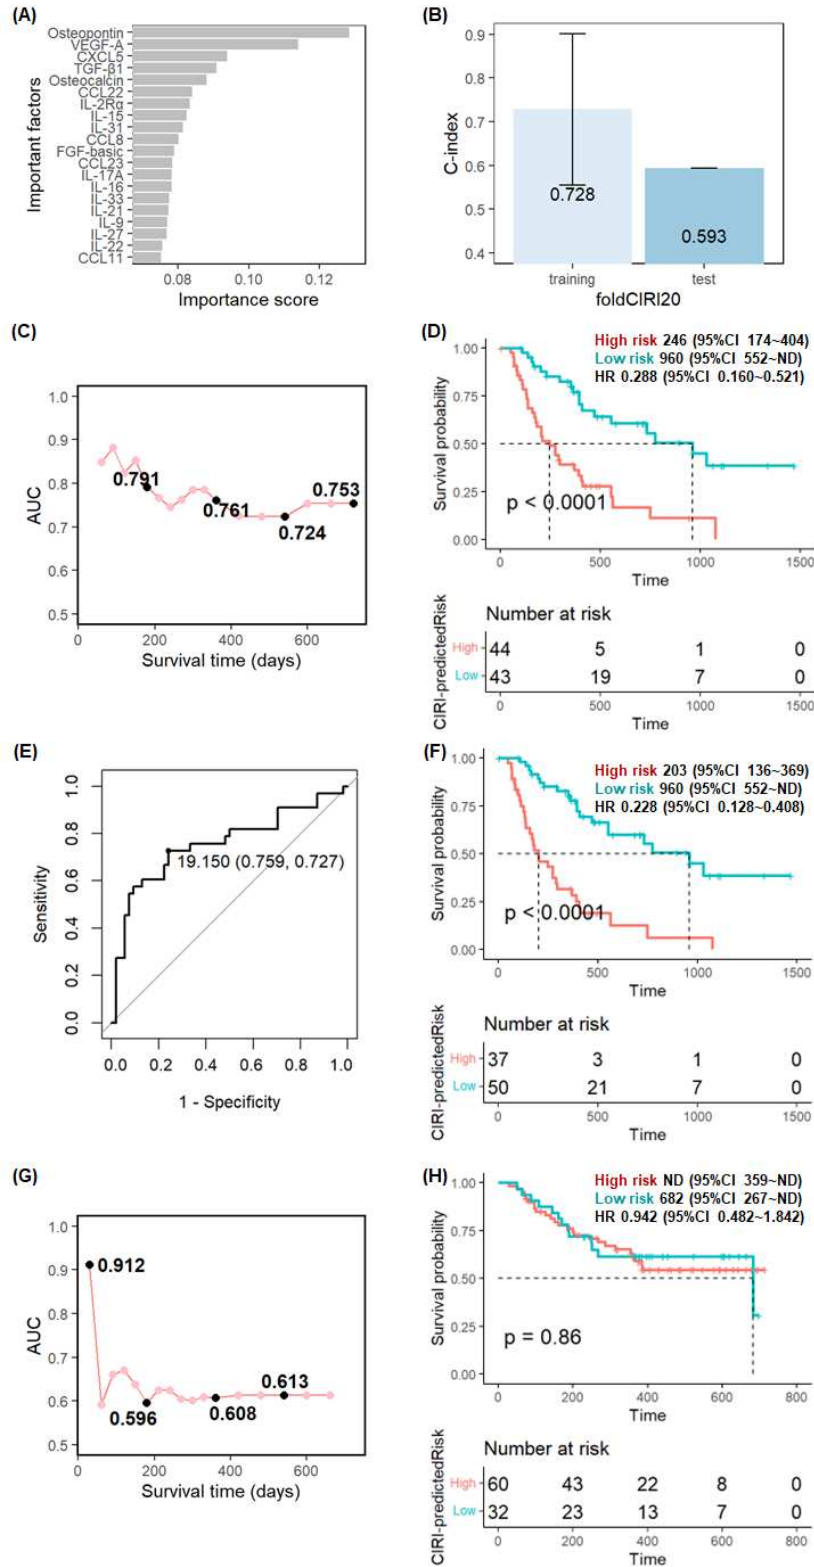 (A)
Important factors
Osteopontin
VEGF-A
CXCL5
TGF-β1
Osteocalcin
CCL22
IL-2Rα
IL-15
IL-31
CCL8
FGF-basic
CCL23
IL-17A
IL-16
IL-33
IL-21
IL-9
IL-27
IL-22
CCL11
0.08 0.10 0.12
Importance score
(B)
C-index
0.9
0.8
0.7
0.6
0.5
0.4
0.728
0.593
training test
foldCIRI20
(C)
AUC
1.0
0.9
0.8
0.7
0.6
0.5
0.791
0.761
0.724
0.753
0 200 400 600
Survival time (days)
(D)
High risk 246 (95%CI 174~404)
Low risk 960 (95%CI 552~ND)
HR 0.288 (95%CI 0.160~0.521)
Survival probability
1.00
0.75
0.50
0.25
0.00
p < 0.0001
0 500 1000 1500
Time
Number at risk
CIRI-predictedRisk
High 44 5 1 0
Low 43 19 7 0
0 500 1000 1500
Time
(E)
Sensitivity
1.0
0.8
0.6
0.4
0.2
0.0
19.150 (0.759, 0.727)
0.0 0.2 0.4 0.6 0.8 1.0
1 - Specificity
(F)
High risk 203 (95%CI 136~369)
Low risk 960 (95%CI 552~ND)
HR 0.228 (95%CI 0.128~0.408)
Survival probability
1.00
0.75
0.50
0.25
0.00
p < 0.0001
0 500 1000 1500
Time
Number at risk
CIRI-predictedRisk
High 37 3 1 0
Low 50 21 7 0
0 500 1000 1500
Time
(G)
AUC
1.0
0.9
0.8
0.7
0.6
0.5
0.912
0.596
0.608
0.613
0 200 400 600
Survival time (days)
(H)
High risk ND (95%CI 359~ND)
Low risk 682 (95%CI 267~ND)
HR 0.942 (95%CI 0.482~1.842)
Survival probability
1.00
0.75
0.50
0.25
0.00
p = 0.86
0 200 400 600 800
Time
Number at risk
CIRI-predictedRisk
High 60 43 22 8 0
Low 32 23 13 7 0
0 200 400 600 800
Time